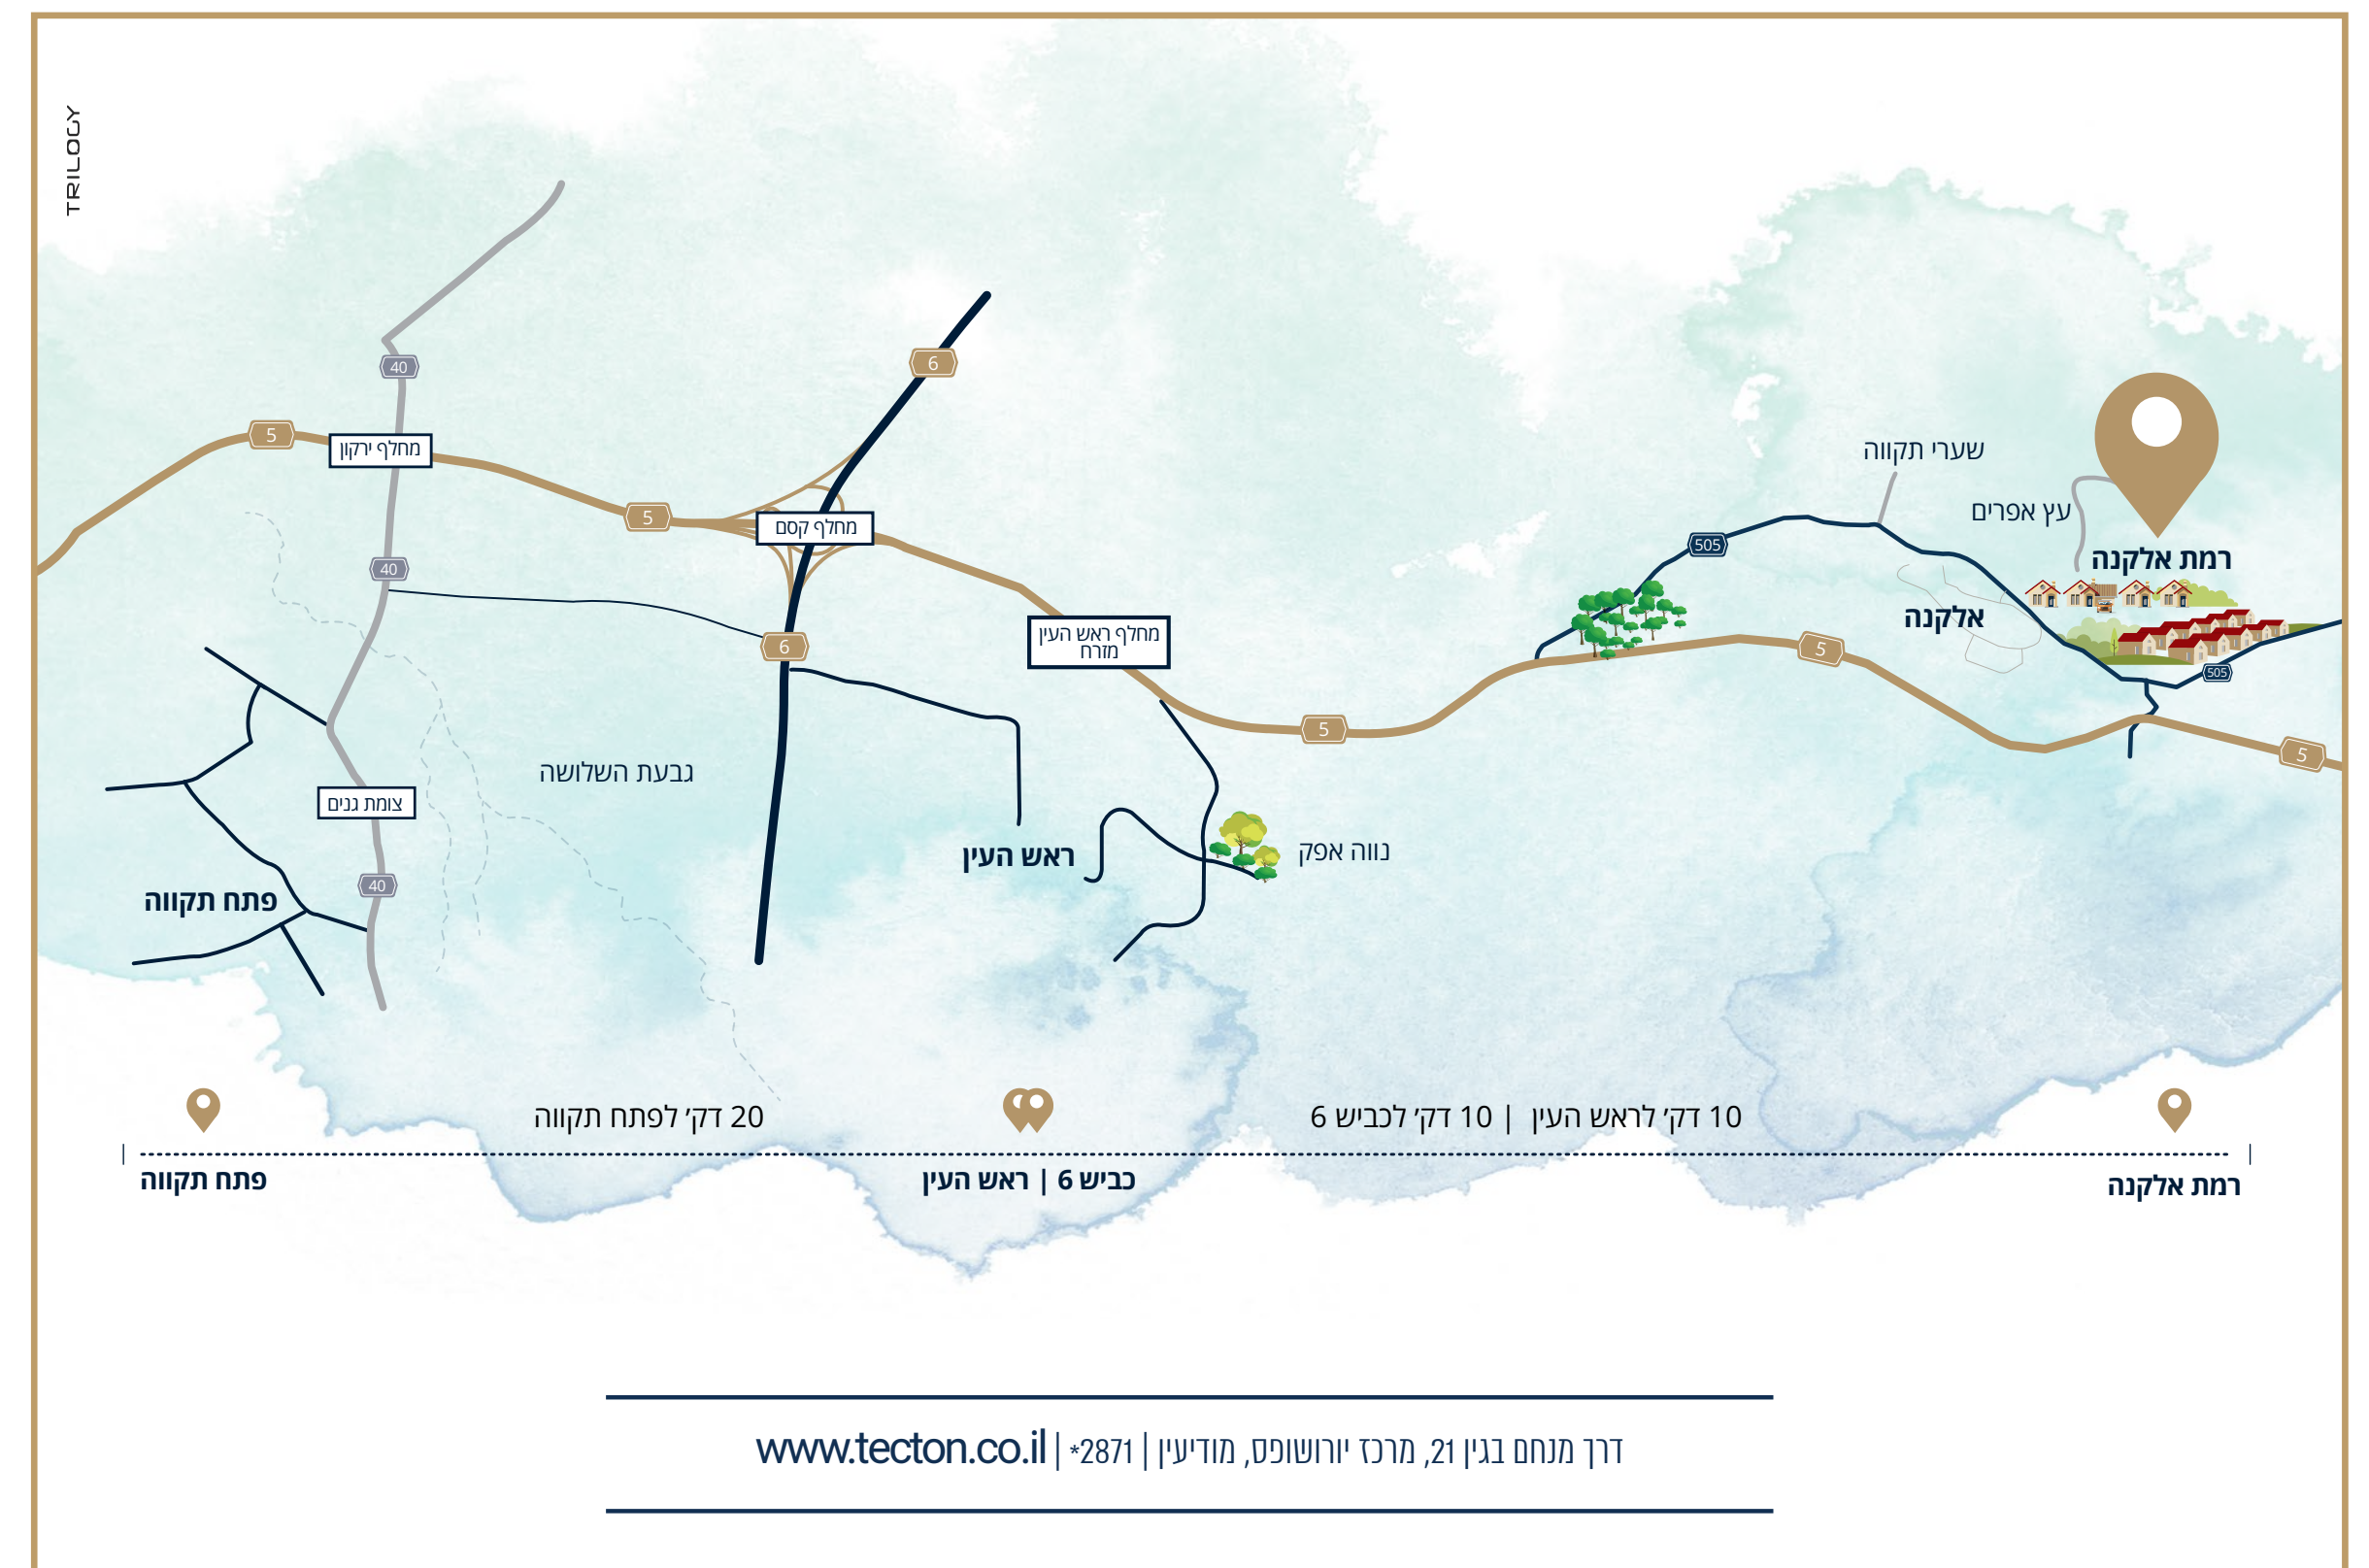 TRILOGY
40
6
5
מחלף ירקון
שערי תקווה
5
מחלף קסם
עץ אפרים
505
רמת אלקנה
40
אלקנה
6
מחלף ראש העין
מזרח
5
505
5
5
גבעת השלושה
צומת גנים
ראש העין
נווה אפק
40
פתח תקווה
10 דק׳ לראש העין | 10 דק׳ לכביש 6
20 דק׳ לפתח תקווה
רמת אלקנה
כביש 6 | ראש העין
פתח תקווה
דרך מנחם בגין 21, מרכז יורושופס, מודיעין | 2871* | www.tecton.co.il